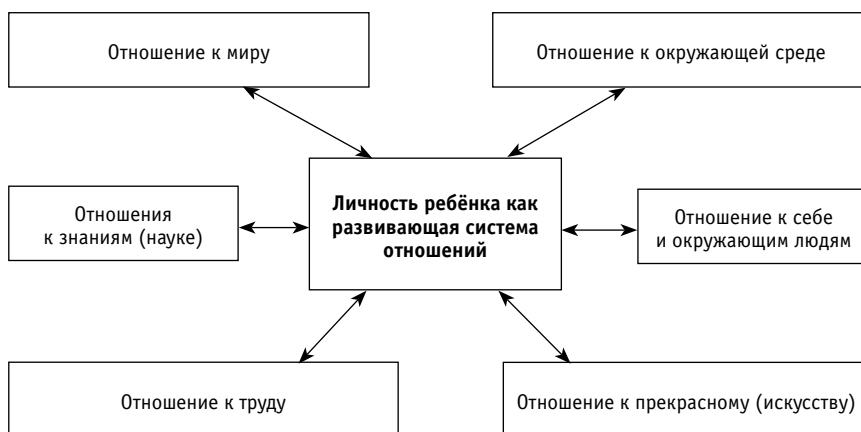 Отношение к миру
Отношение к окружающей среде
Личность ребёнка как
развивающая система
отношений
Отношения
к знаниям (науке)
Отношение к себе
и окружающим людям
Отношение к труду
Отношение к прекрасному (искусству)